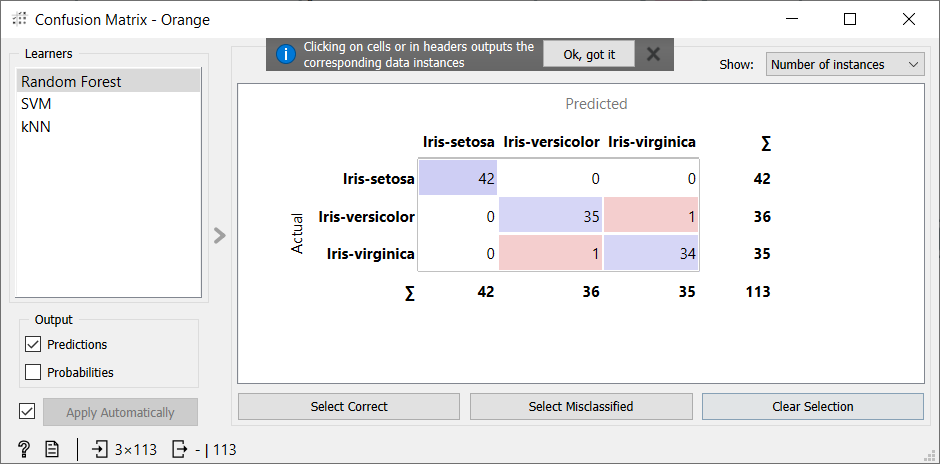 Confusion Matrix - Orange
Learners
Random Forest
SVM
kNN
Output
Predictions
Probabilities
Apply Automatically
3×113
- | 113
Clicking on cells or in headers outputs the
corresponding data instances
Ok, got it
Show: Number of instances
Predicted
Iris-setosa Iris-versicolor Iris-virginica ∑
Actual
Iris-setosa 42 0 0 42
Iris-versicolor 0 35 1 36
Iris-virginica 0 1 34 35
∑ 42 36 35 113
Select Correct
Select Misclassified
Clear Selection